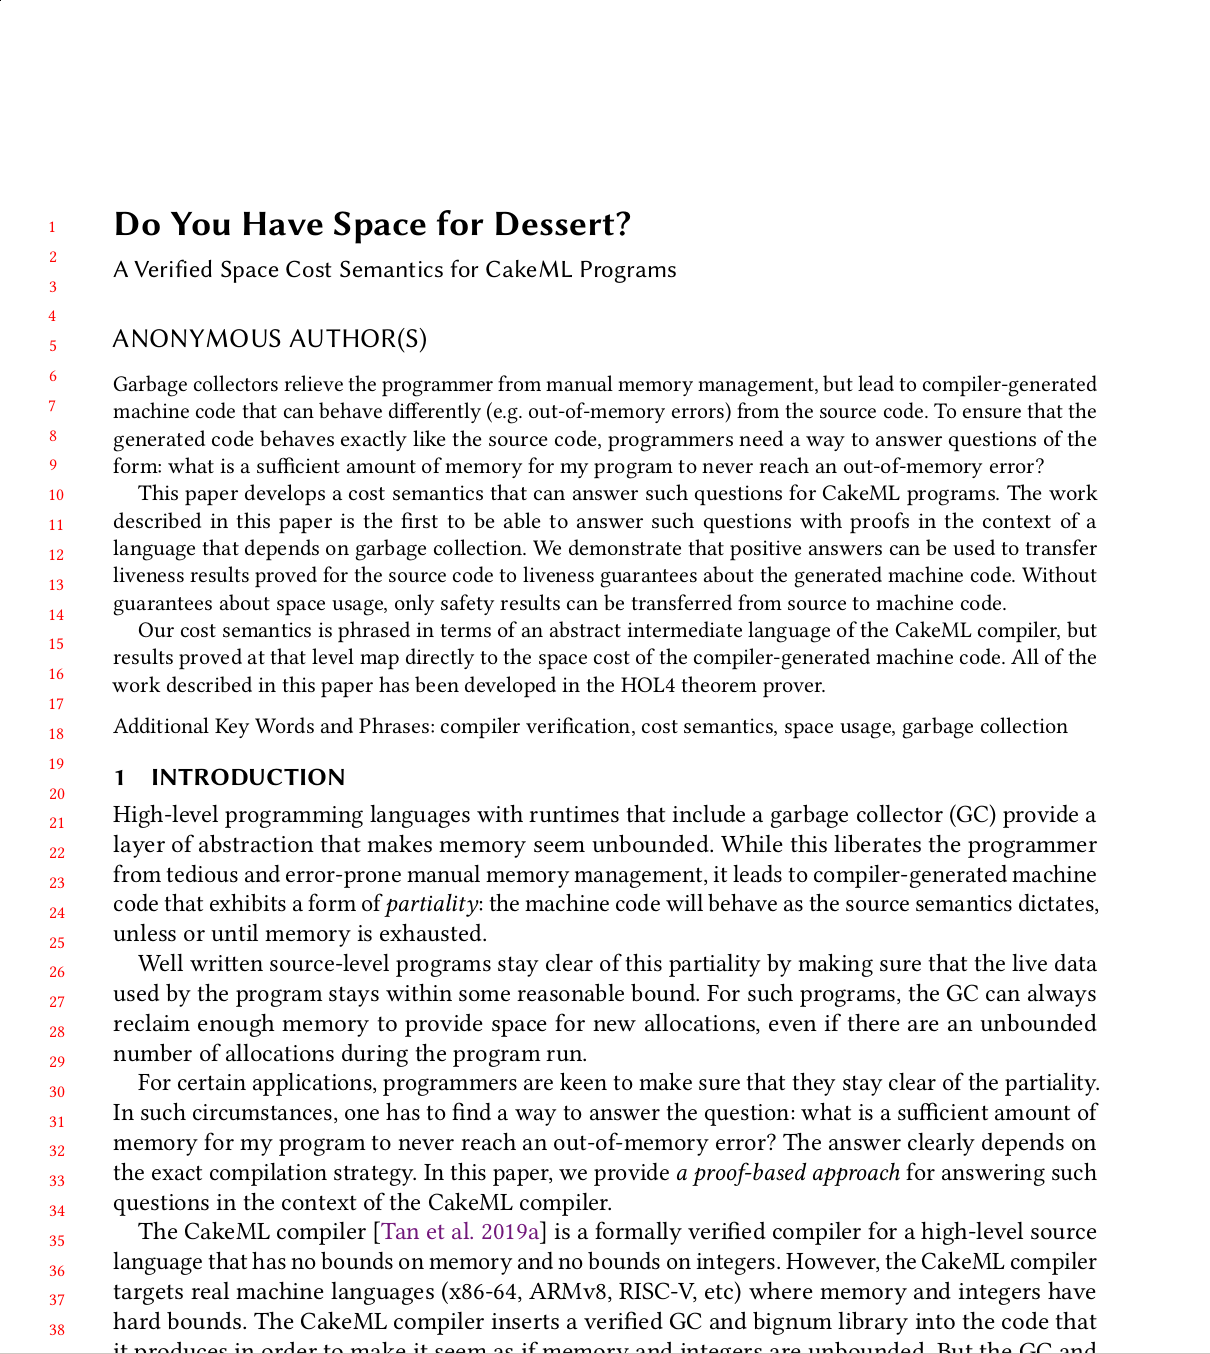 Do You Have Space for Dessert?
A Verified Space Cost Semantics for CakeML Programs
ANONYMOUS AUTHOR(S)
Garbage collectors relieve the programmer from manual memory management, but lead to compiler-generated
machine code that can behave differently (e.g. out-of-memory errors) from the source code. To ensure that the
generated code behaves exactly like the source code, programmers need a way to answer questions of the
form: what is a sufficient amount of memory for my program to never reach an out-of-memory error?
This paper develops a cost semantics that can answer such questions for CakeML programs. The work
described in this paper is the first to be able to answer such questions with proofs in the context of a
language that depends on garbage collection. We demonstrate that positive answers can be used to transfer
liveness results proved for the source code to liveness guarantees about the generated machine code. Without
guarantees about space usage, only safety results can be transferred from source to machine code.
Our cost semantics is phrased in terms of an abstract intermediate language of the CakeML compiler, but
results proved at that level map directly to the space cost of the compiler-generated machine code. All of the
work described in this paper has been developed in the HOL4 theorem prover.
Additional Key Words and Phrases: compiler verification, cost semantics, space usage, garbage collection
1 INTRODUCTION
High-level programming languages with runtimes that include a garbage collector (GC) provide a
layer of abstraction that makes memory seem unbounded. While this liberates the programmer
from tedious and error-prone manual memory management, it leads to compiler-generated machine
code that exhibits a form of partiality: the machine code will behave as the source semantics dictates,
unless or until memory is exhausted.
Well written source-level programs stay clear of this partiality by making sure that the live data
used by the program stays within some reasonable bound. For such programs, the GC can always
reclaim enough memory to provide space for new allocations, even if there are an unbounded
number of allocations during the program run.
For certain applications, programmers are keen to make sure that they stay clear of the partiality.
In such circumstances, one has to find a way to answer the question: what is a sufficient amount of
memory for my program to never reach an out-of-memory error? The answer clearly depends on
the exact compilation strategy. In this paper, we provide a proof-based approach for answering such
questions in the context of the CakeML compiler.
The CakeML compiler [Tan et al. 2019a] is a formally verified compiler for a high-level source
language that has no bounds on memory and no bounds on integers. However, the CakeML compiler
targets real machine languages (x86-64, ARMv8, RISC-V, etc) where memory and integers have
hard bounds. The CakeML compiler inserts a verified GC and bignum library into the code that
it produces in order to make it seem as if memory and integers are unbounded. But the GC and
1
2
3
4
5
6
7
8
9
10
11
12
13
14
15
16
17
18
19
20
21
22
23
24
25
26
27
28
29
30
31
32
33
34
35
36
37
38